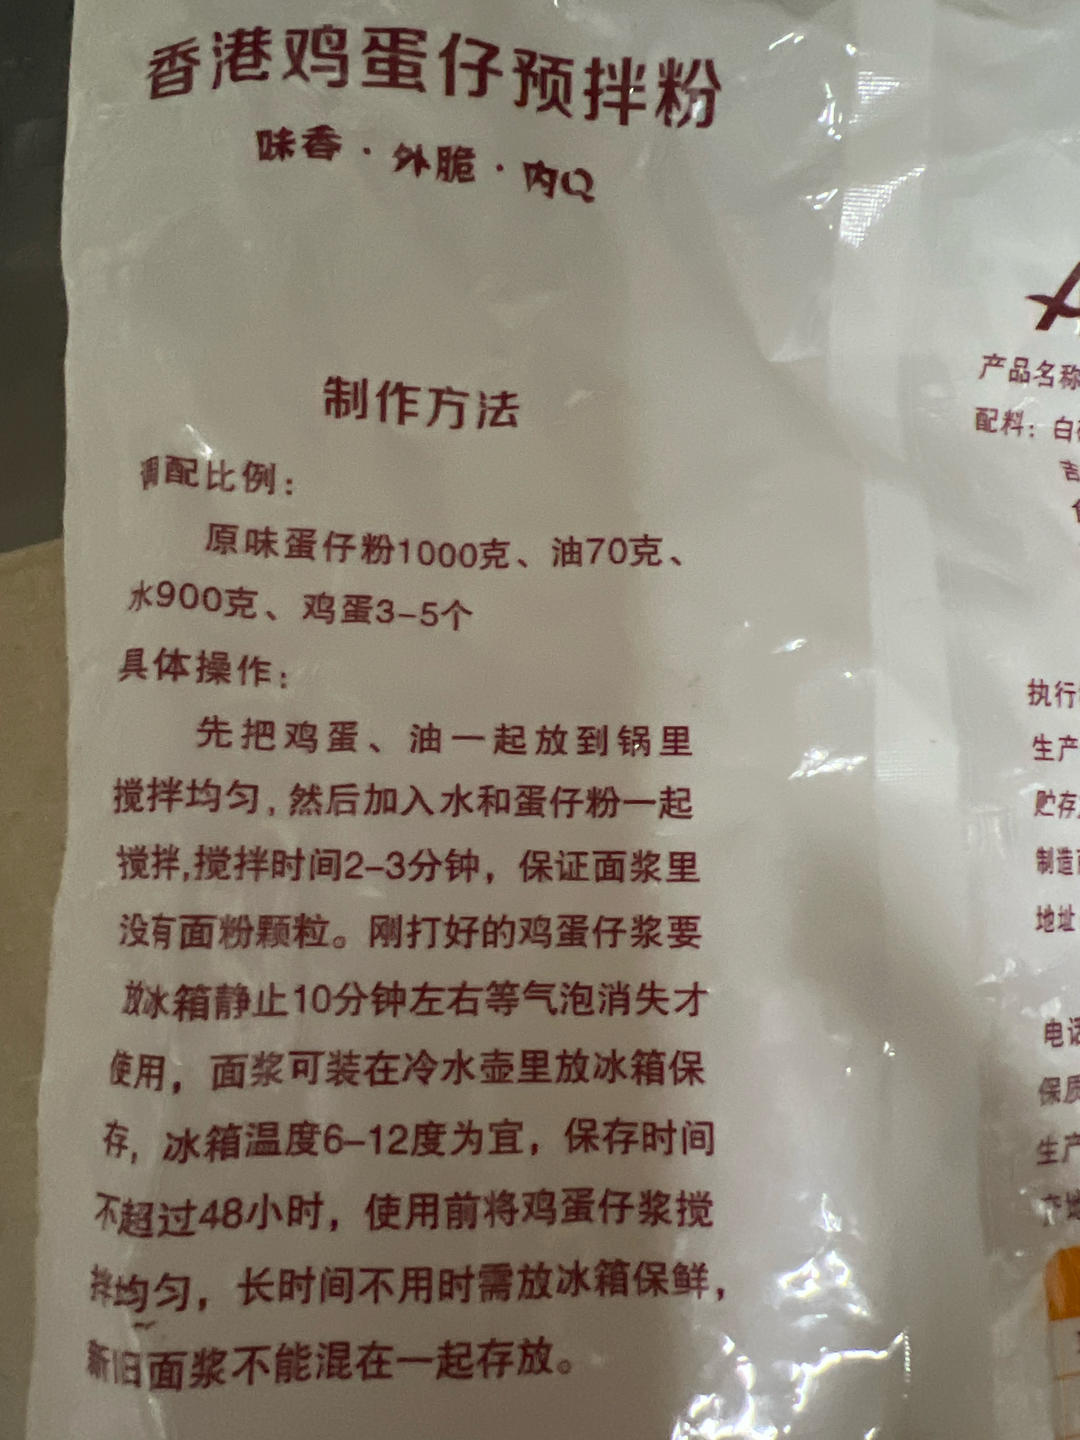 香港鸡蛋仔预拌粉
味香·外脆·内Q
制作方法
调配比例：
原味蛋仔粉1000克、油70克、
水900克、鸡蛋3-5个
具体操作：
先把鸡蛋、油一起放到锅里
搅拌均匀，然后加入水和蛋仔粉一起
搅拌,搅拌时间2-3分钟，保证面浆里
没有面粉颗粒。刚打好的鸡蛋仔浆要
放冰箱静止10分钟左右等气泡消失才
使用，面浆可装在冷水壶里放冰箱保
存，冰箱温度6-12度为宜，保存时间
不超过48小时，使用前将鸡蛋仔浆搅
拌均匀，长时间不用时需放冰箱保鲜，
新旧面浆不能混在一起存放。
产品名称
配料：白
吉
执行
生产
贮存
制造
地址
电话
保质
生产
产地